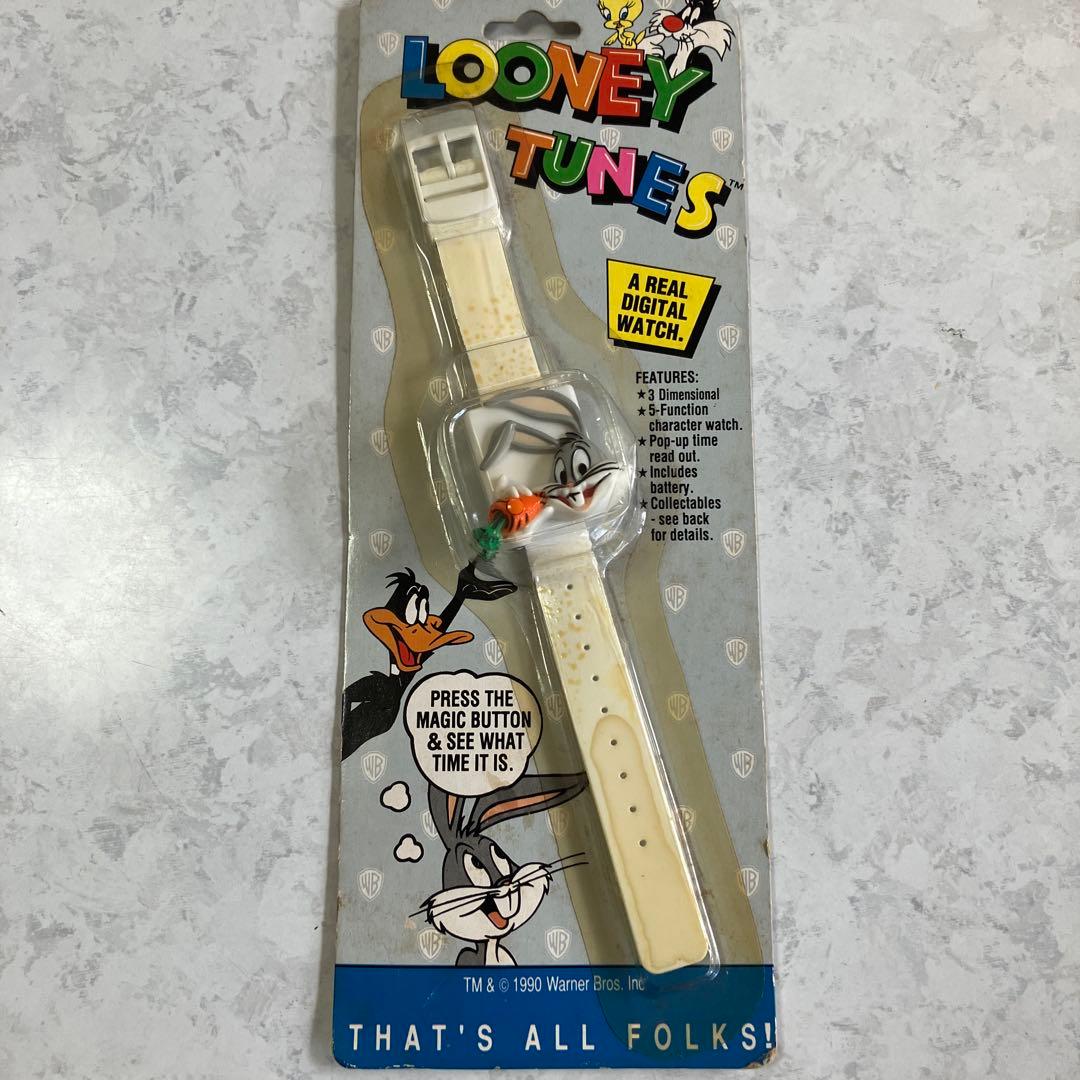 LOONEY
TUNES™
A REAL
DIGITAL
WATCH.
FEATURES:
★3 Dimensional
★5-Function
character watch.
★Pop-up time
read out.
★Includes
battery.
★Collectables
- see back
for details.
PRESS THE
MAGIC BUTTON
& SEE WHAT
TIME IT IS.
TM & © 1990 Warner Bros. Inc
THAT'S ALL FOLKS!
WB